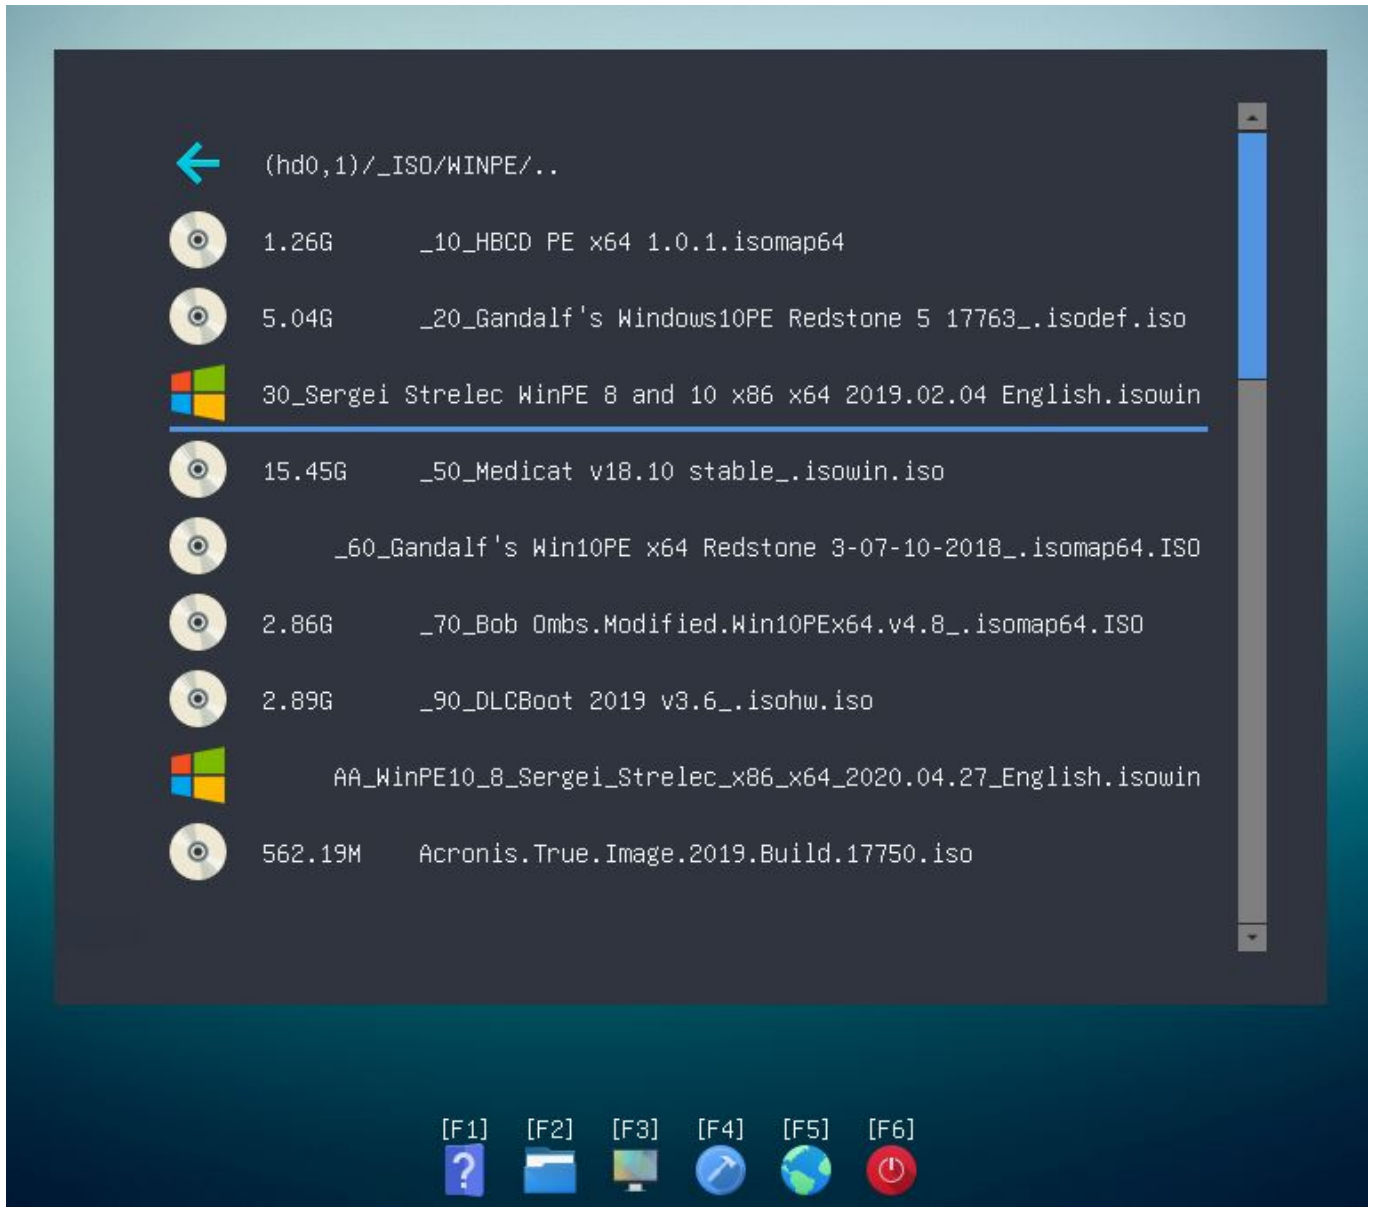 (hd0,1)/_ISO/WINPE/..
1.26G _10_HBCD PE x64 1.0.1.isomap64
5.04G _20_Gandalf's Windows10PE Redstone 5 17763_.isodef.iso
30_Sergei Strelec WinPE 8 and 10 x86 x64 2019.02.04 English.isowin
15.45G _50_Medicat v18.10 stable_.isowin.iso
_60_Gandalf's Win10PE x64 Redstone 3-07-10-2018_.isomap64.ISO
2.86G _70_Bob Ombs.Modified.Win10PEx64.v4.8_.isomap64.ISO
2.89G _90_DLCBoot 2019 v3.6_.isohw.iso
AA_WinPE10_8_Sergei_Strelec_x86_x64_2020.04.27_English.isowin
562.19M Acronis.True.Image.2019.Build.17750.iso
[F1] [F2] [F3] [F4] [F5] [F6]
?